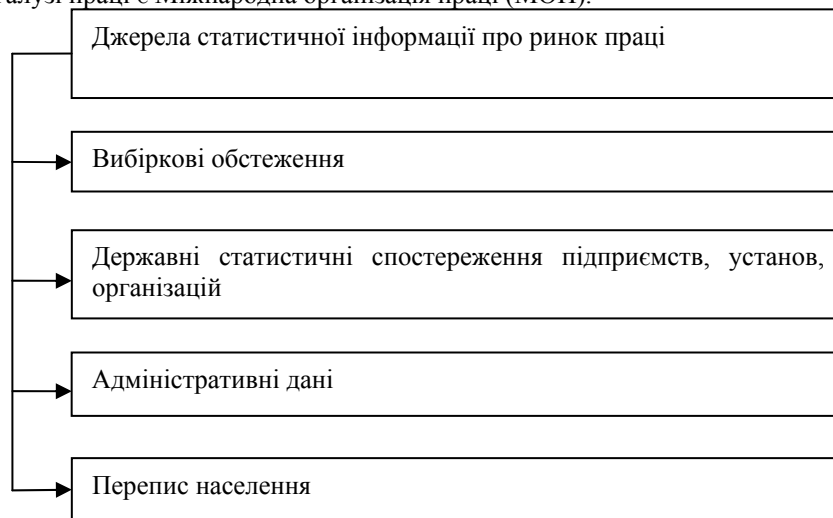 галузі праці є Міжнародна організація праці (МОП).
Джерела статистичної інформації про ринок праці
Вибіркові обстеження
Державні статистичні спостереження підприємств, установ,
організацій
Адміністративні дані
Перепис населення